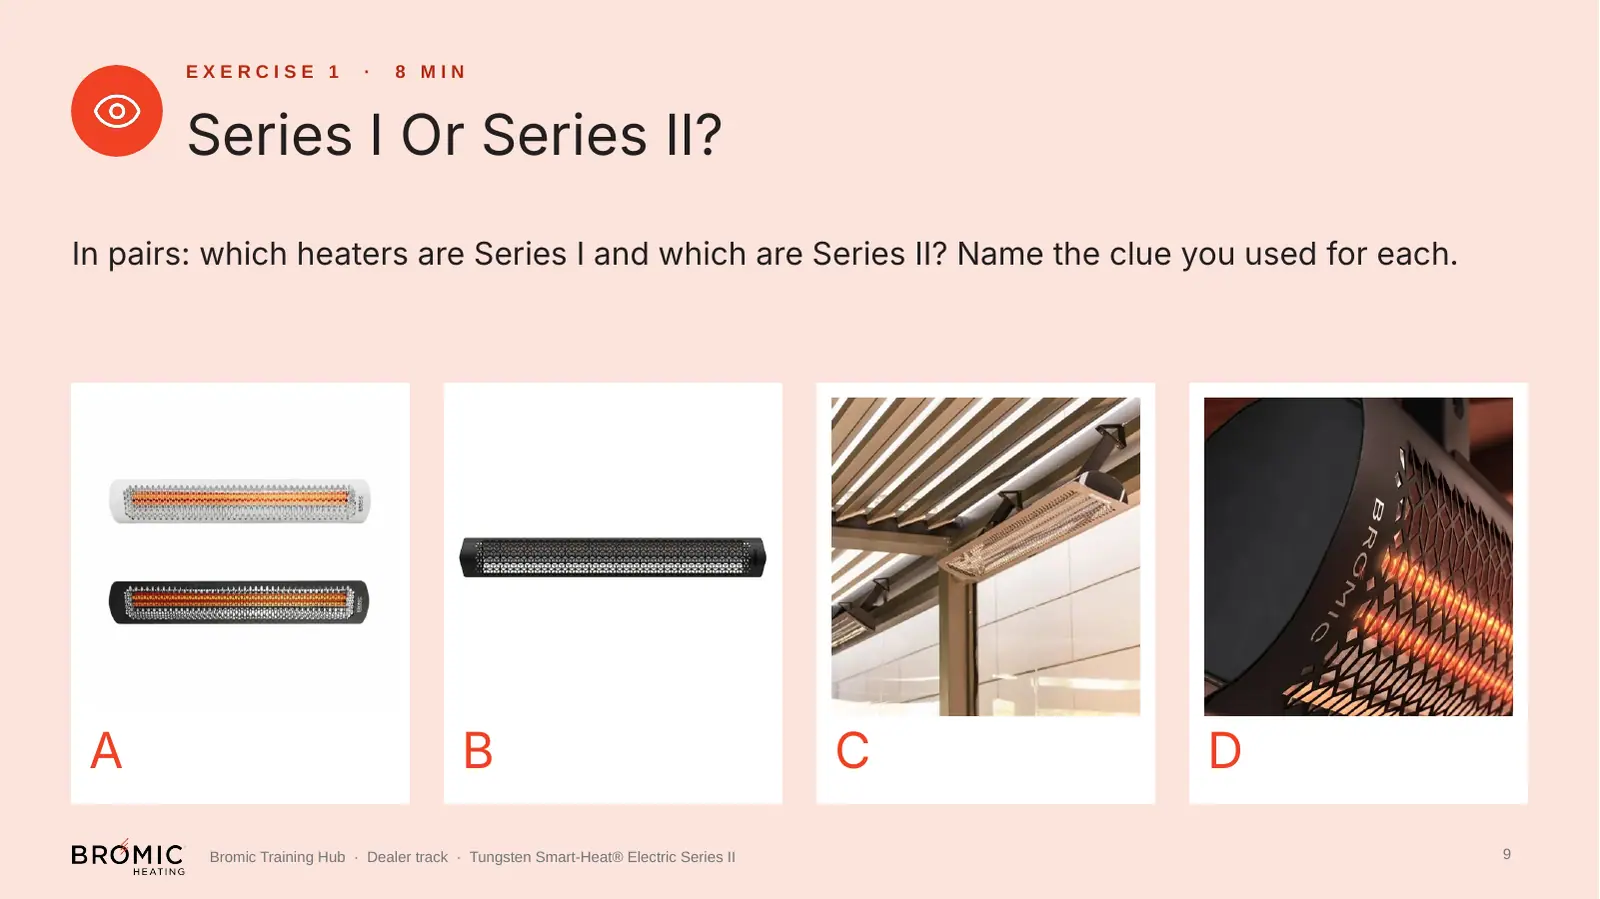 EXERCISE 1 · 8 MIN
Series I Or Series II?
In pairs: which heaters are Series I and which are Series II? Name the clue you used for each.
BROMIC
A
B
C
D
BROMIC
HEATING
Bromic Training Hub · Dealer track · Tungsten Smart-Heat® Electric Series II
9